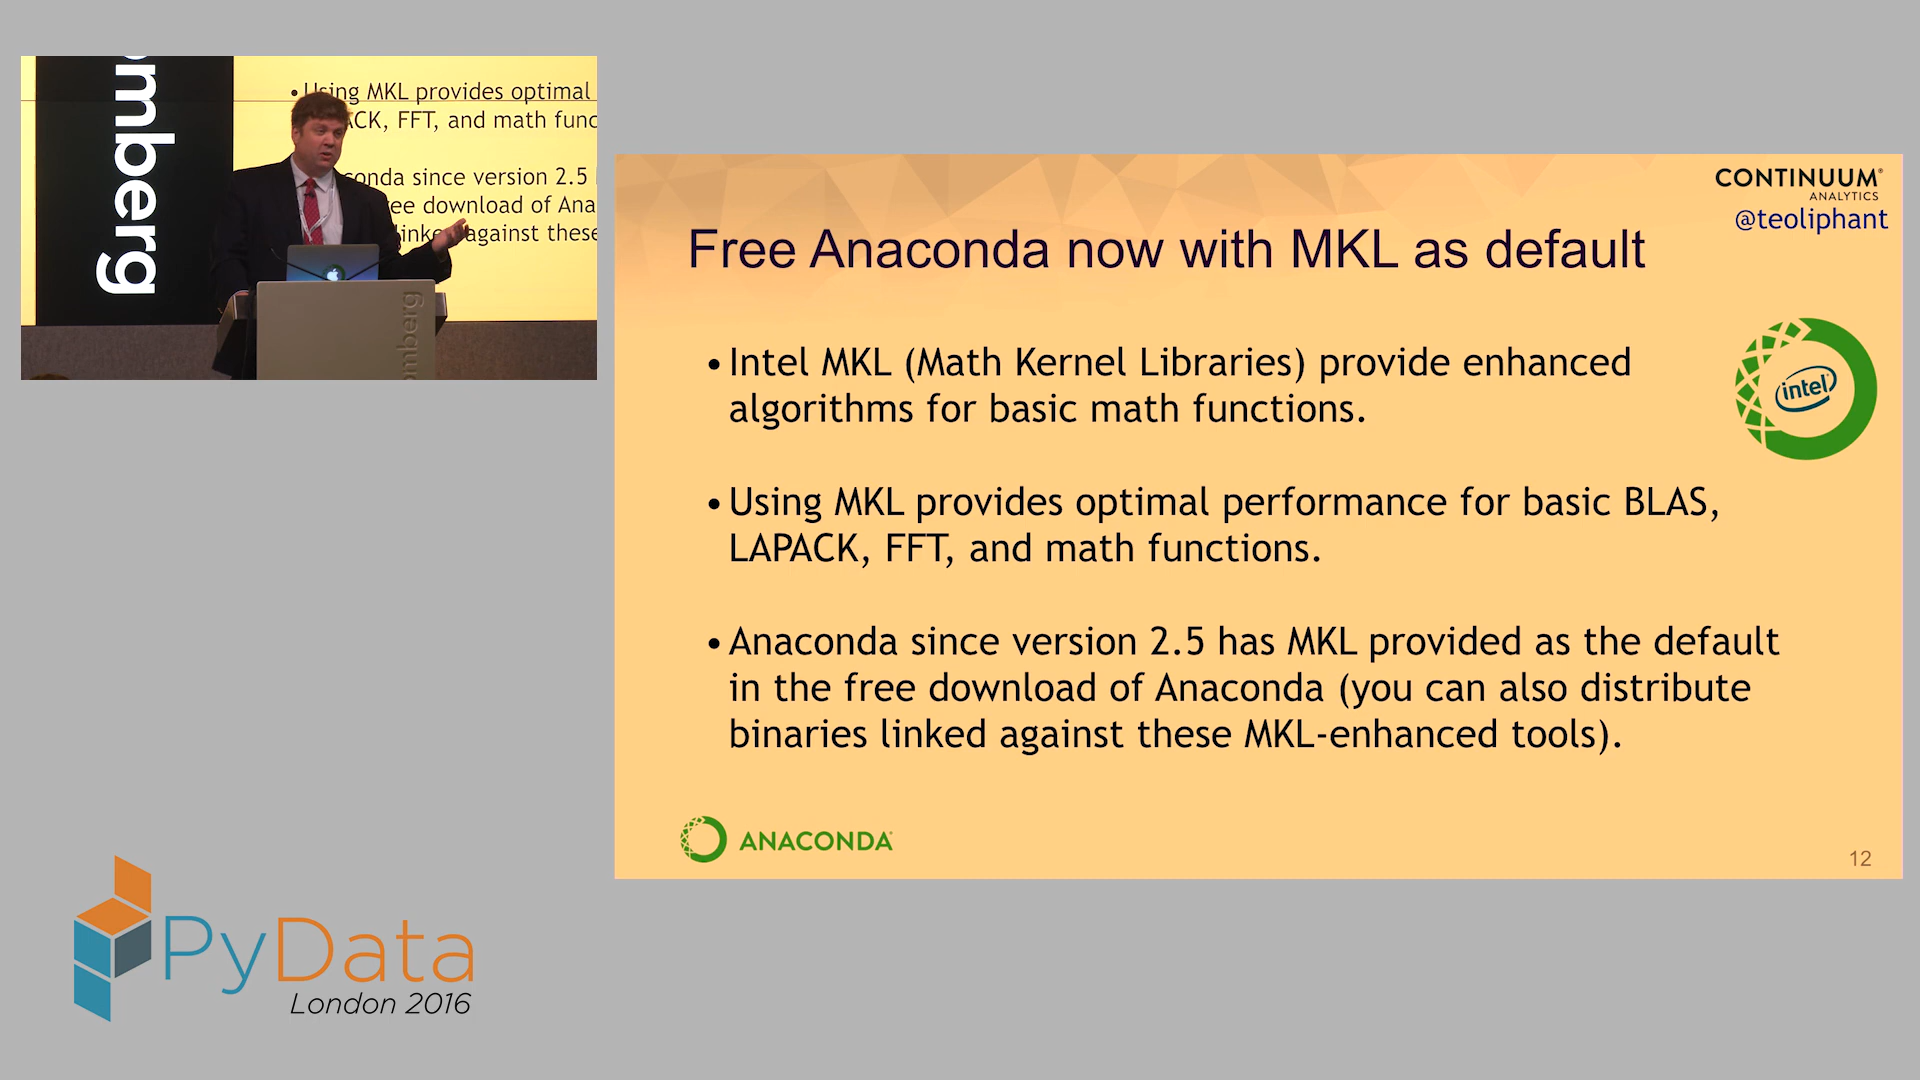 omberg
•Using MKL provides optimal
ACK, FFT, and math func
conda since version 2.5
ee download of Ana
linked against these
omberg
CONTINUUM®
ANALYTICS
@teoliphant
Free Anaconda now with MKL as default
•Intel MKL (Math Kernel Libraries) provide enhanced
algorithms for basic math functions.
intel
•Using MKL provides optimal performance for basic BLAS,
LAPACK, FFT, and math functions.
•Anaconda since version 2.5 has MKL provided as the default
in the free download of Anaconda (you can also distribute
binaries linked against these MKL-enhanced tools).
ANACONDA
12
PyData
London 2016